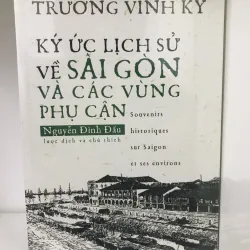 TRƯƠNG VĨNH KÝ
KÝ ỨC LỊCH SỬ
VỀ SÀI GÒN
VÀ CÁC VÙNG
PHỤ CẬN
Nguyễn Đình Đầu
lược dịch và chú thích
Souvenirs
historiques
sur Saigon
et ses environs